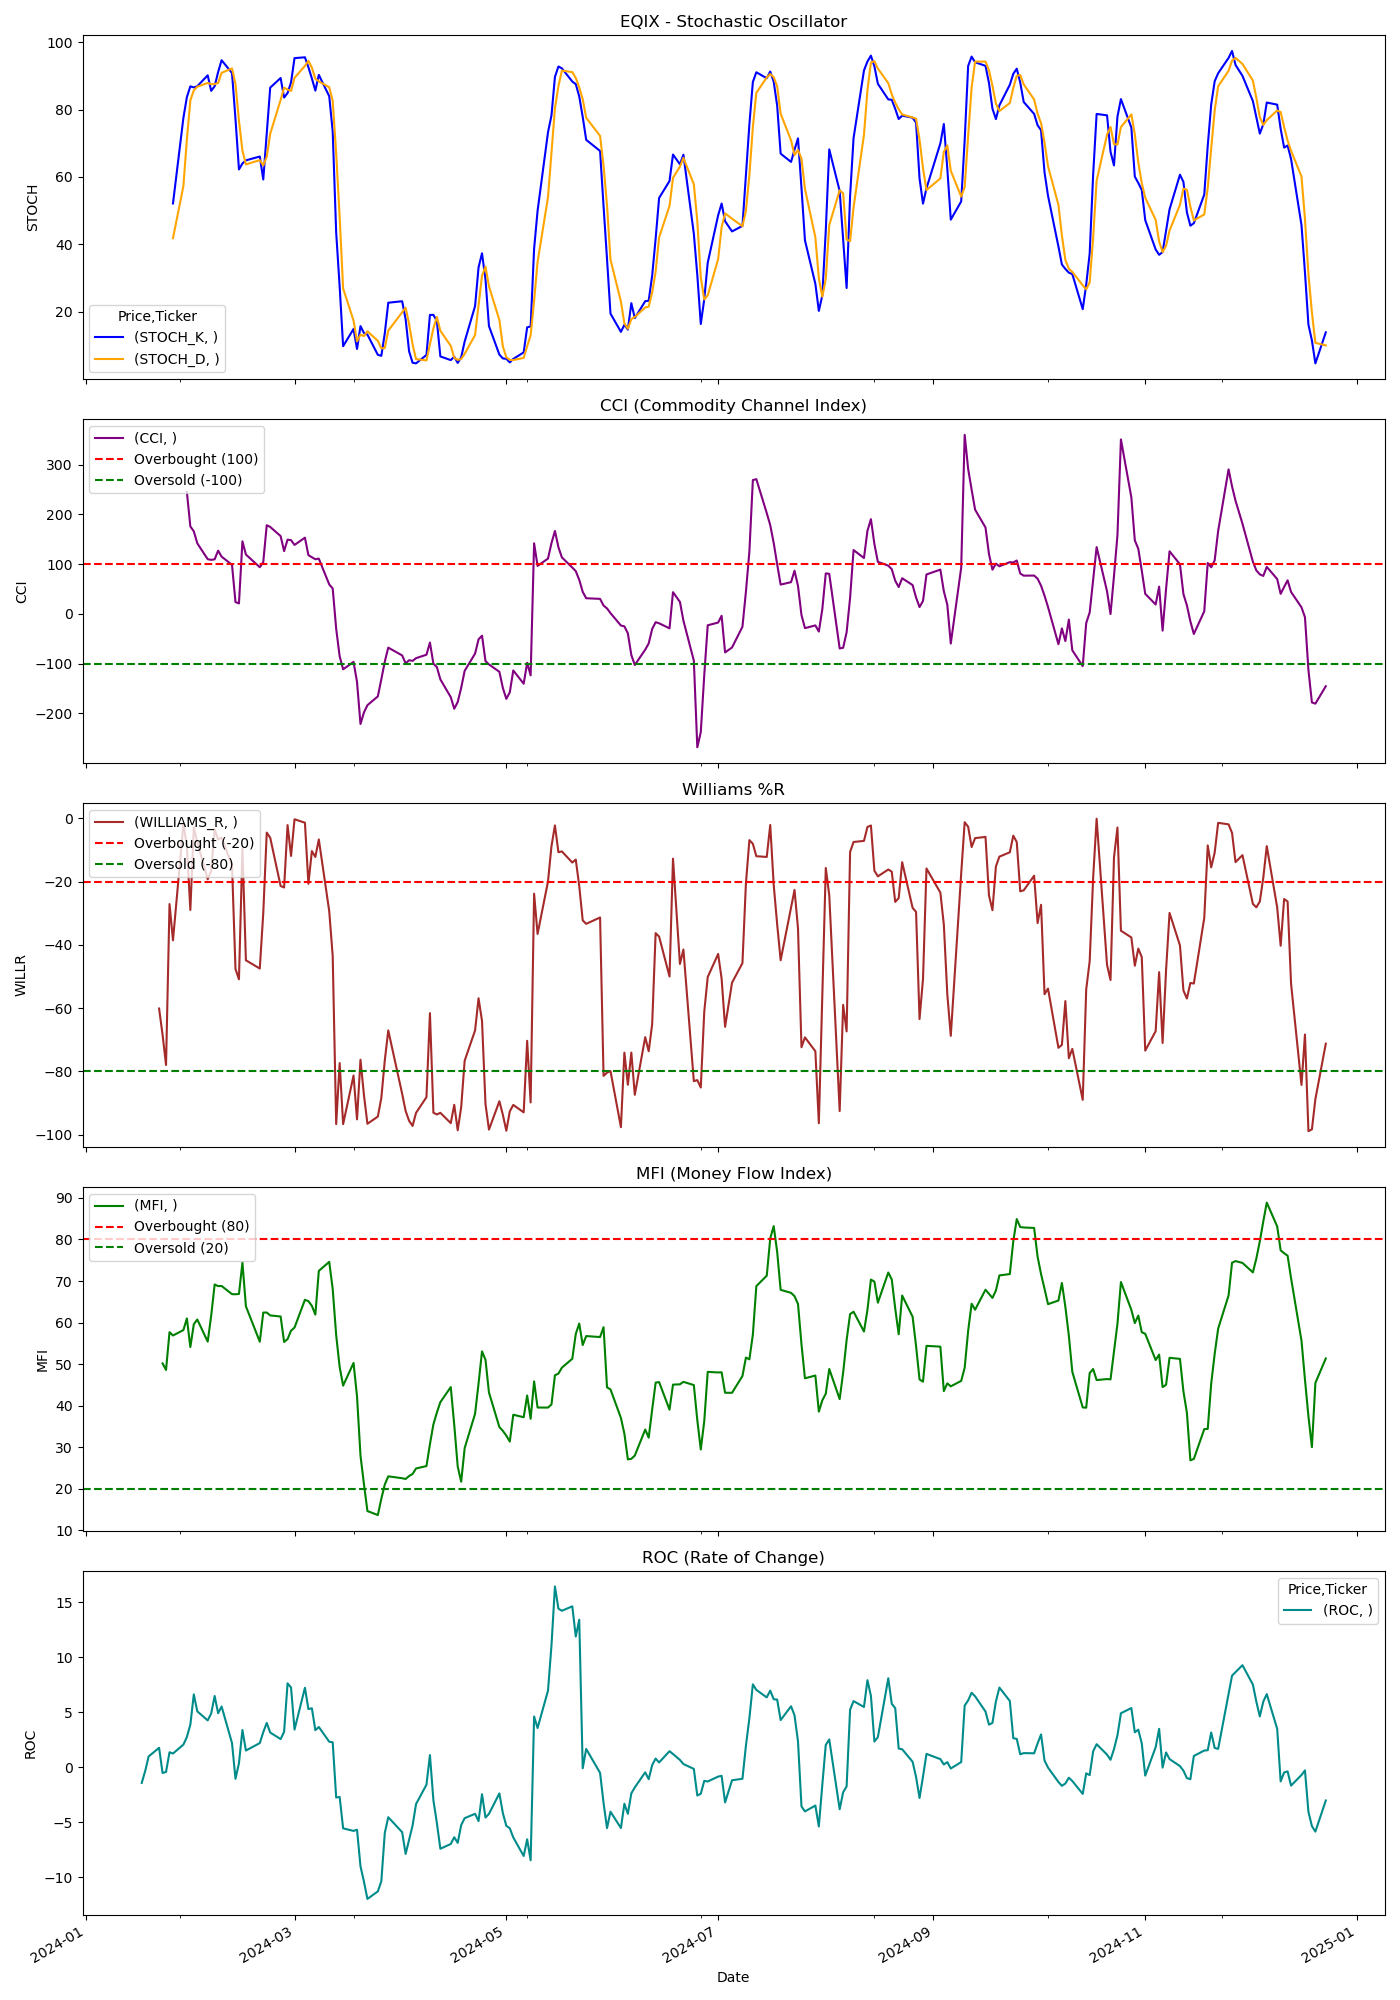 EQIX - Stochastic Oscillator
100
80
60
40
20
STOCH
Price,Ticker
(STOCH_K, )
(STOCH_D, )
CCI (Commodity Channel Index)
300
200
100
0
−100
−200
CCI
(CCI, )
Overbought (100)
Oversold (-100)
Williams %R
0
−20
−40
−60
−80
−100
WILLR
(WILLIAMS_R, )
Overbought (-20)
Oversold (-80)
MFI (Money Flow Index)
90
80
70
60
50
40
30
20
10
MFI
(MFI, )
Overbought (80)
Oversold (20)
ROC (Rate of Change)
15
10
5
0
−5
−10
ROC
Price,Ticker
(ROC, )
2024-01
2024-03
2024-05
2024-07
2024-09
2024-11
2025-01
Date